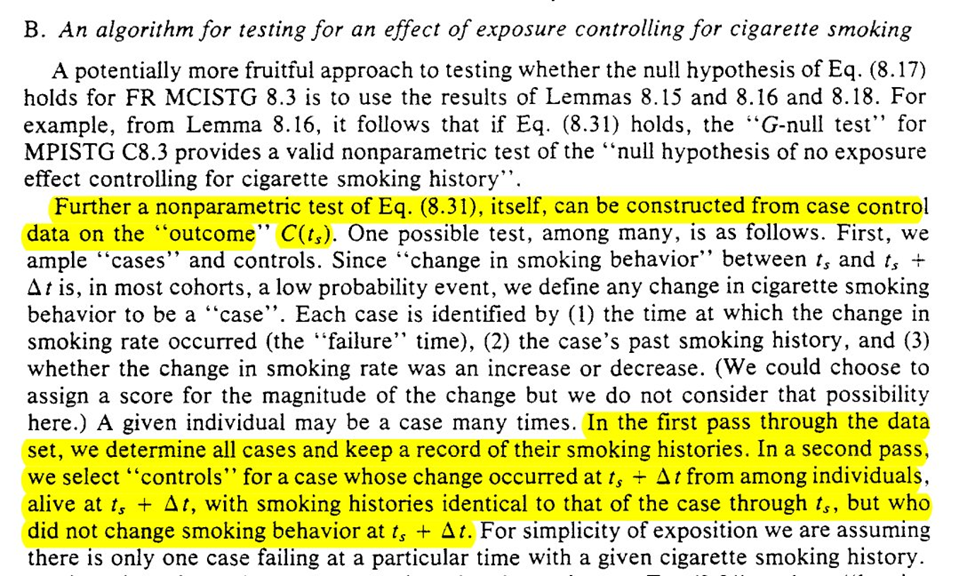 B. An algorithm for testing for an effect of exposure controlling for cigarette smoking
A potentially more fruitful approach to testing whether the null hypothesis of Eq. (8.17)
holds for FR MCISTG 8.3 is to use the results of Lemmas 8.15 and 8.16 and 8.18. For
example, from Lemma 8.16, it follows that if Eq. (8.31) holds, the “G-null test” for
MPISTG C8.3 provides a valid nonparametric test of the “null hypothesis of no exposure
effect controlling for cigarette smoking history”.
Further a nonparametric test of Eq. (8.31), itself, can be constructed from case control
data on the “outcome” C(tₛ). One possible test, among many, is as follows. First, we
ample “cases” and controls. Since “change in smoking behavior” between tₛ and tₛ +
Δt is, in most cohorts, a low probability event, we define any change in cigarette smoking
behavior to be a “case”. Each case is identified by (1) the time at which the change in
smoking rate occurred (the “failure” time), (2) the case's past smoking history, and (3)
whether the change in smoking rate was an increase or decrease. (We could choose to
assign a score for the magnitude of the change but we do not consider that possibility
here.) A given individual may be a case many times. In the first pass through the data
set, we determine all cases and keep a record of their smoking histories. In a second pass,
we select “controls” for a case whose change occurred at tₛ + Δt from among individuals,
alive at tₛ + Δt, with smoking histories identical to that of the case through tₛ, but who
did not change smoking behavior at tₛ + Δt. For simplicity of exposition we are assuming
there is only one case failing at a particular time with a given cigarette smoking history.